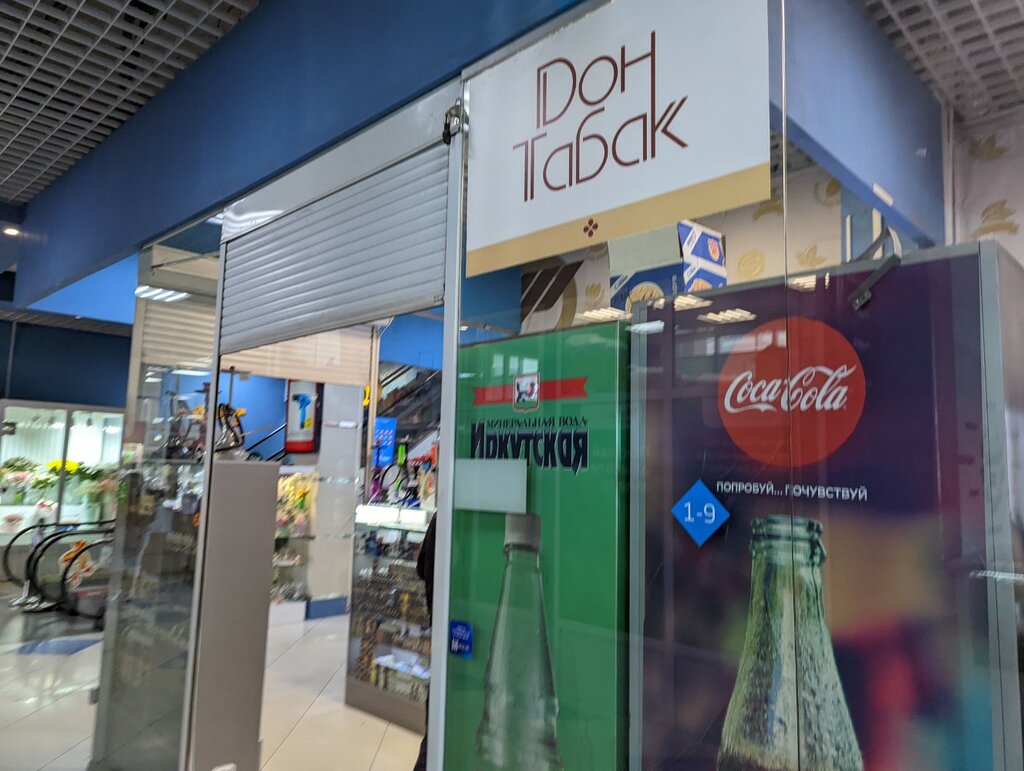 Дон
Табак
МИНЕРАЛЬНАЯ ВОДА
Иркутская
Coca-Cola
ПОПРОБУЙ... ПОЧУВСТВУЙ
1-9